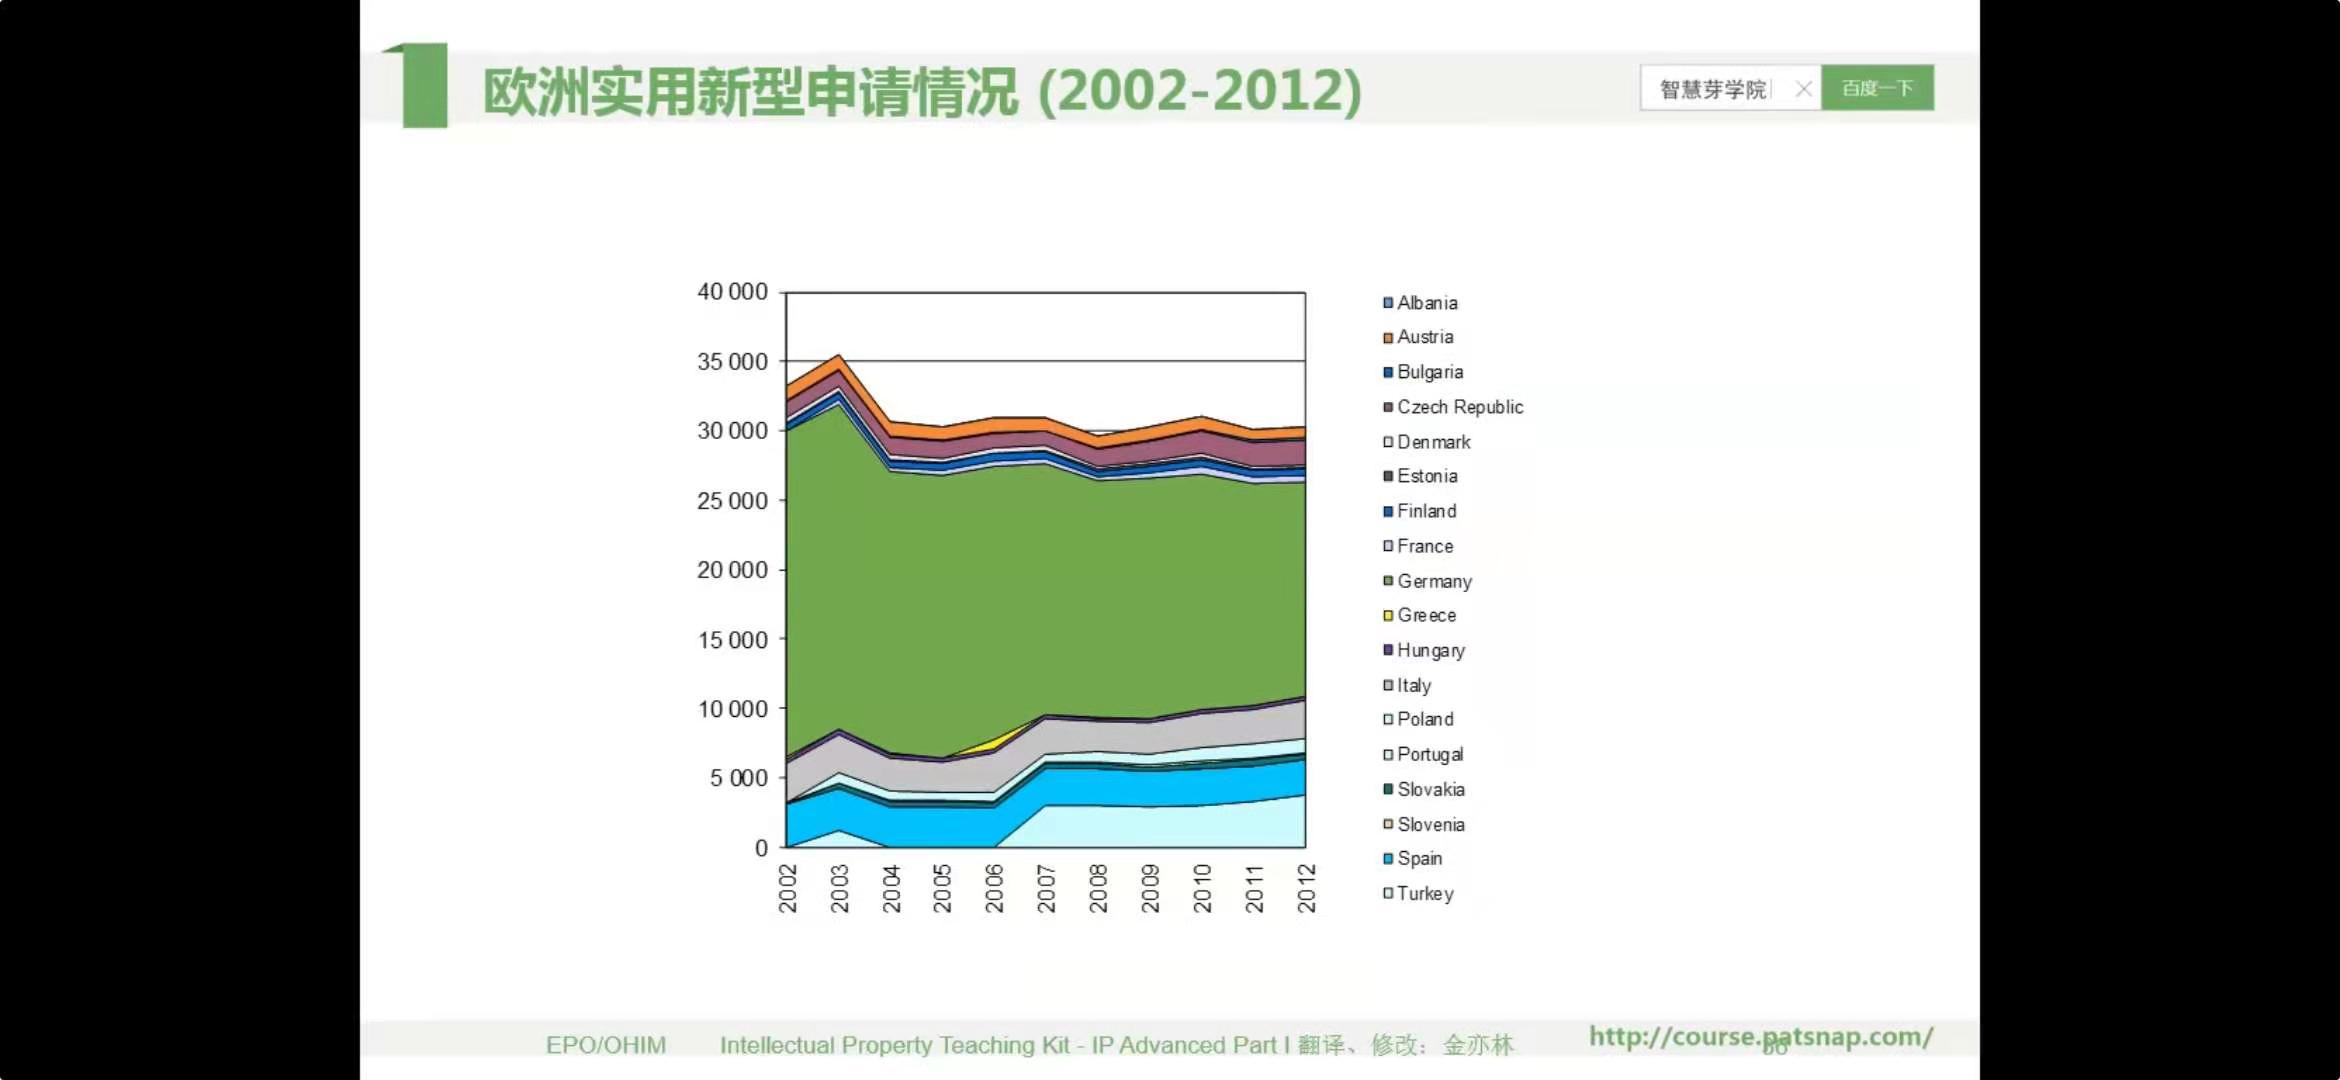 欧洲实用新型申请情况 (2002-2012)
智慧芽学院
百度一下
40 000
35 000
30 000
25 000
20 000
15 000
10 000
5 000
0
2002
2003
2004
2005
2006
2007
2008
2009
2010
2011
2012
Albania
Austria
Bulgaria
Czech Republic
Denmark
Estonia
Finland
France
Germany
Greece
Hungary
Italy
Poland
Portugal
Slovakia
Slovenia
Spain
Turkey
EPO/OHIM
Intellectual Property Teaching Kit - IP Advanced Part I 翻译、修改：金亦林
http://course.patsnap.com/